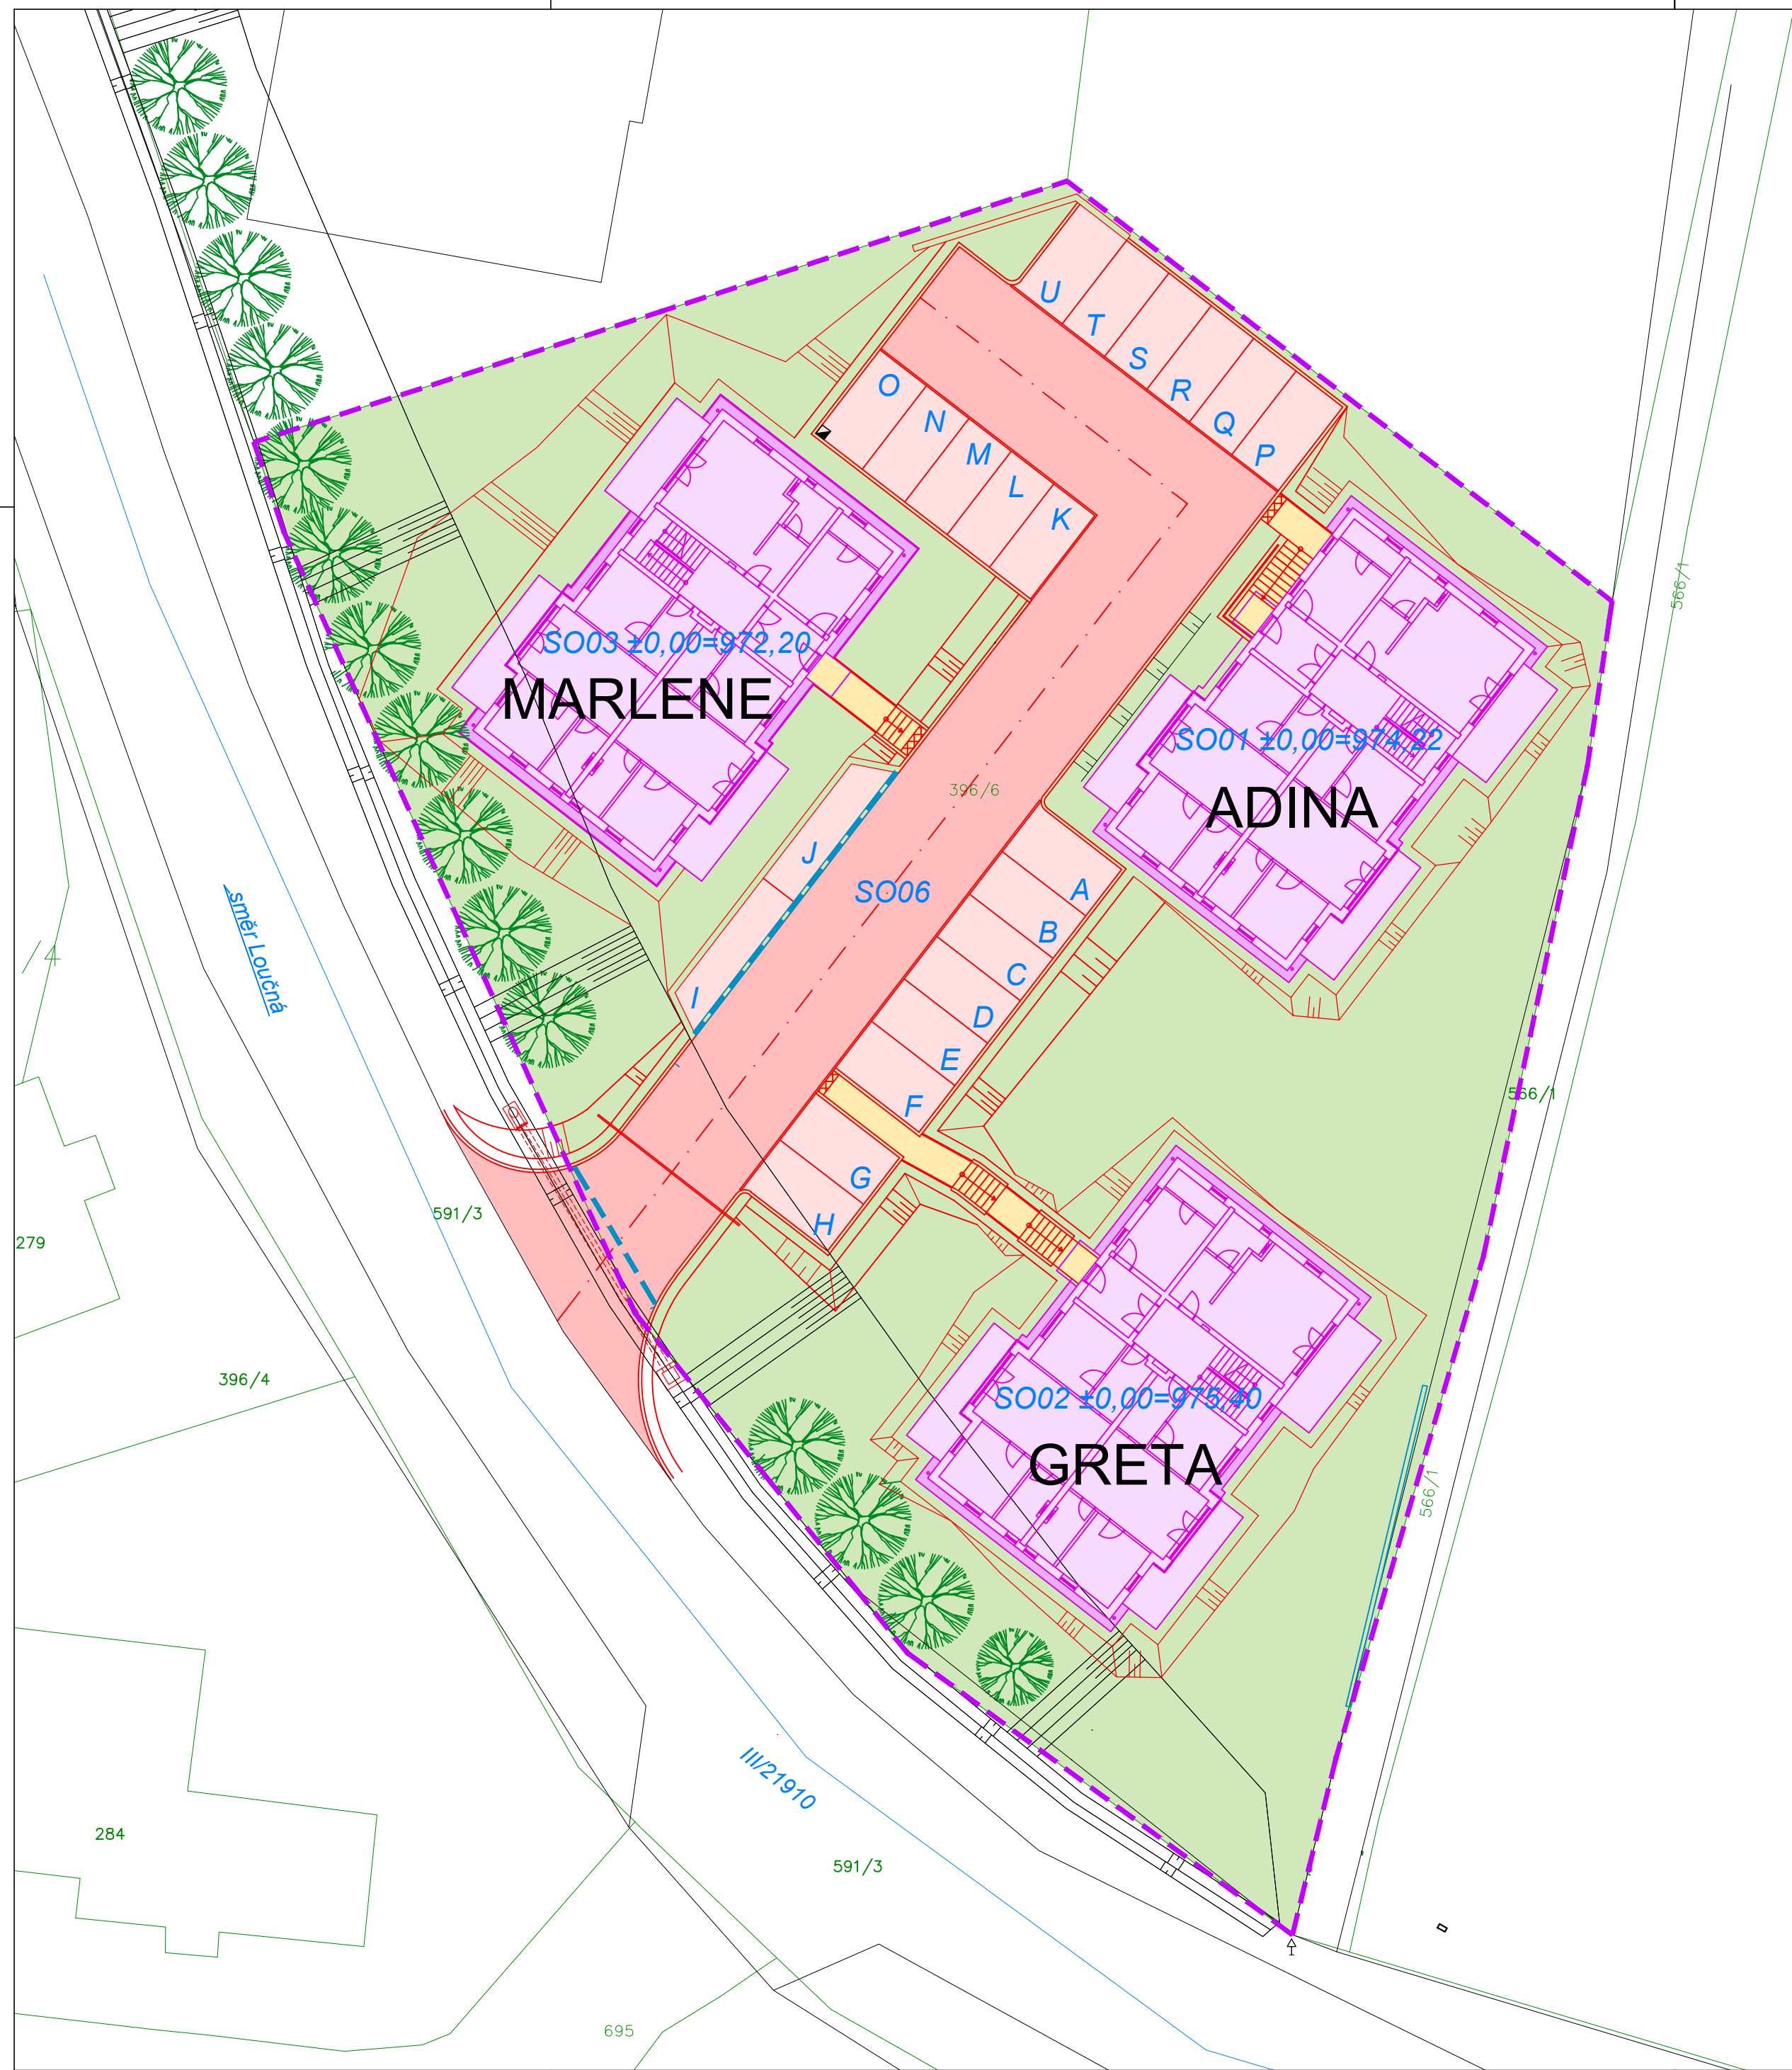 U
T
S
R
Q
P
O
N
M
L
K
566/1
SO03 ±0,00=972,20
MARLENE
SO01 ±0,00=974,22
ADINA
396/6
J
SO06
A
B
C
D
E
F
I
směr Loučná
/4
566/1
G
H
591/3
279
396/4
SO02 ±0,00=975,40
GRETA
566/1
III/21910
284
591/3
695